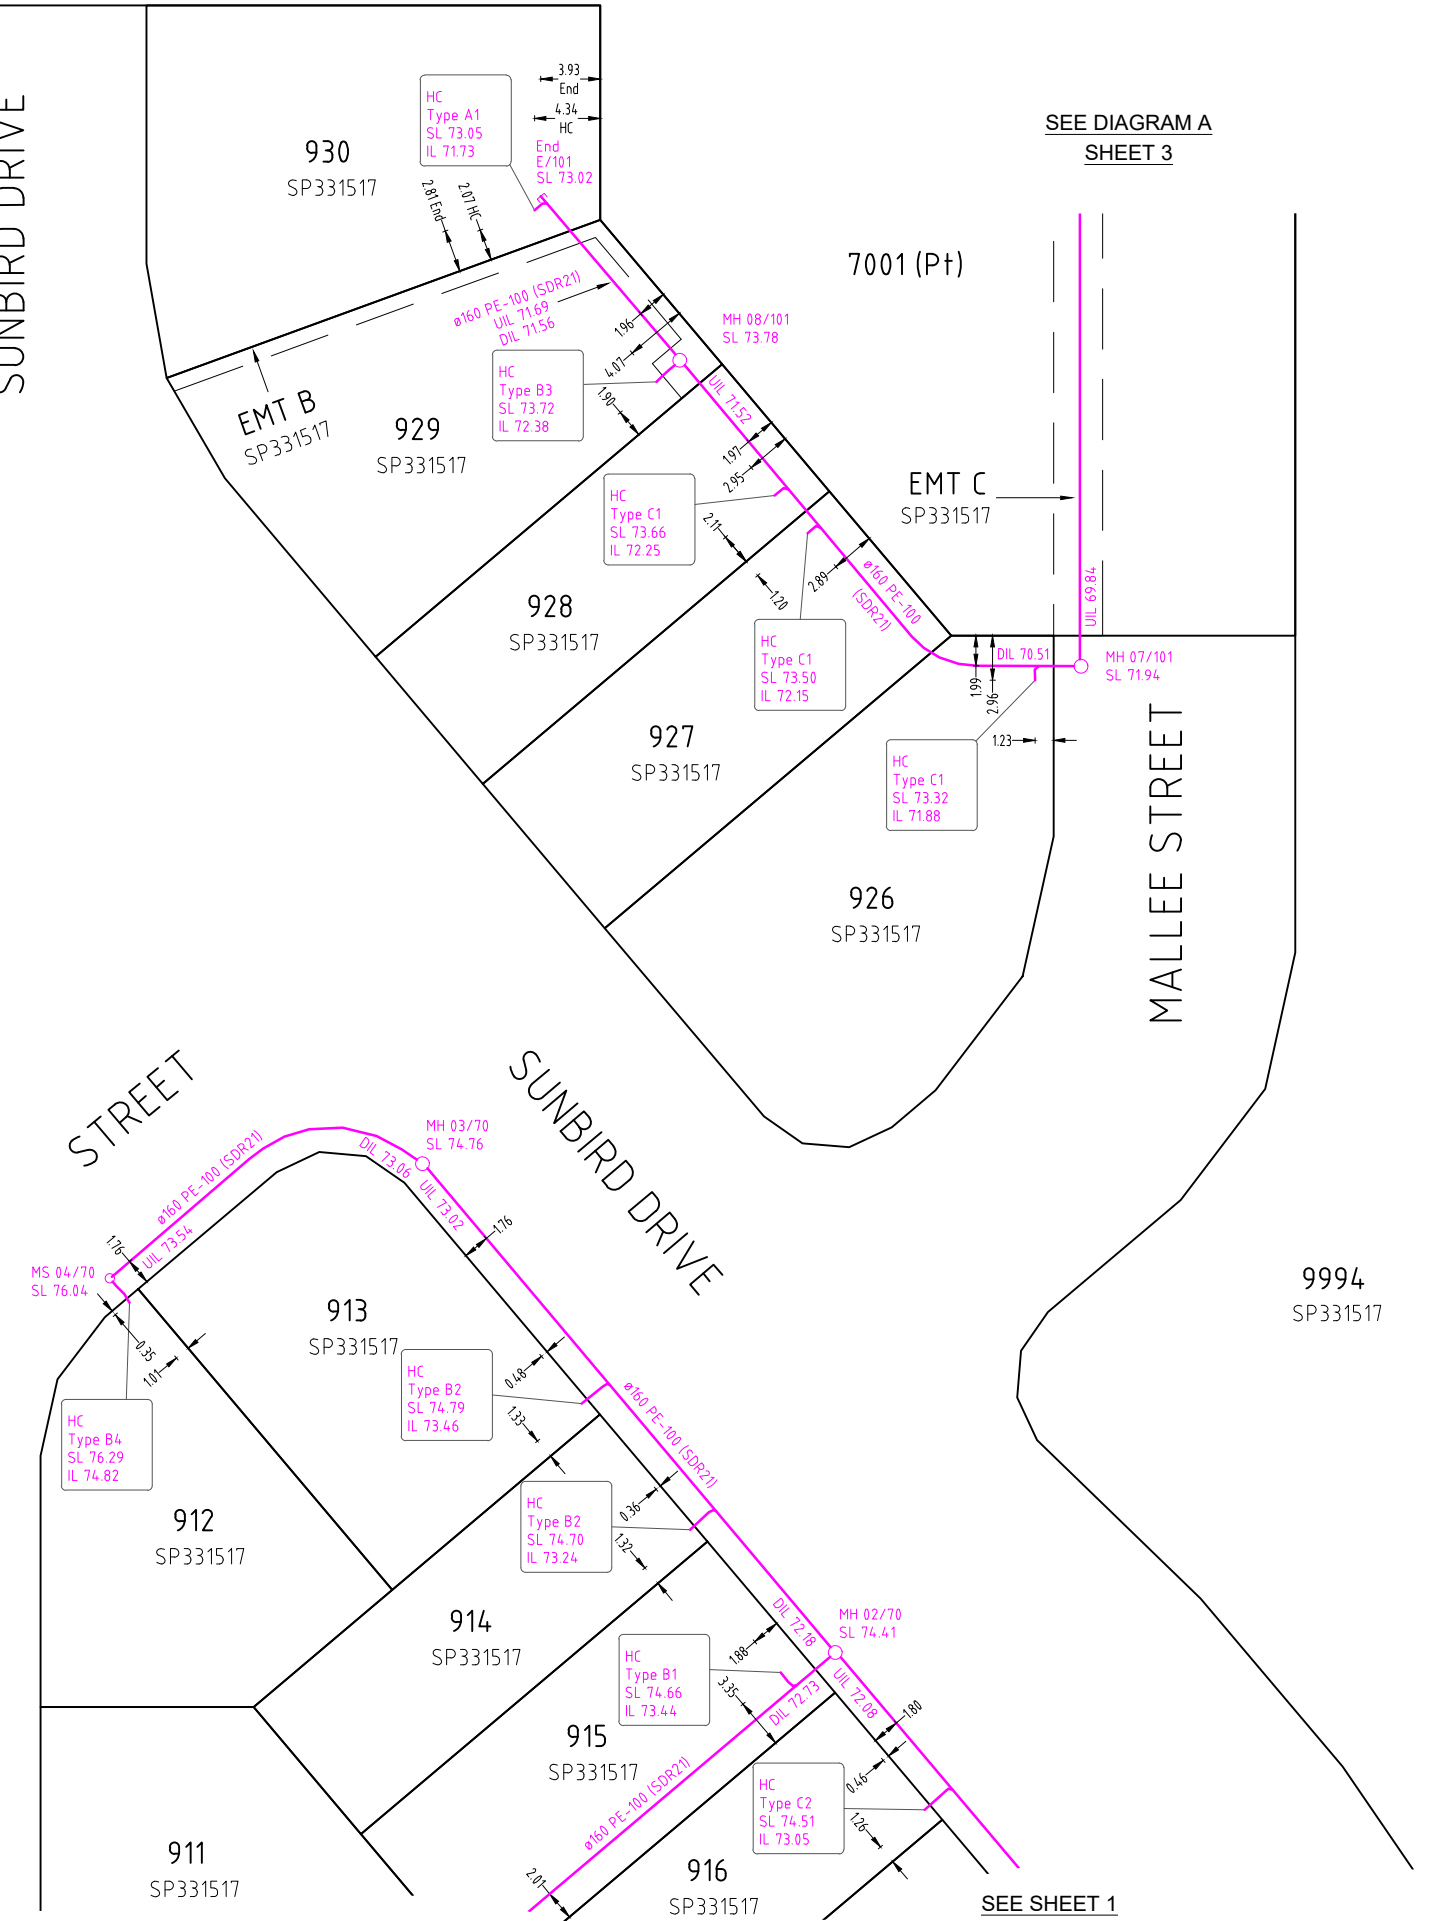 SUNBIRD DRIVE
HC
Type A1
SL 73.05
IL 71.73
3.93
End
4.34
HC
End
E/101
SL 73.02
930
SP331517
2.81 End
2.07 HC
SEE DIAGRAM A
SHEET 3
7001 (Pt)
ø160 PE-100 (SDR21)
UIL 71.69
DIL 71.56
1.96
4.07
MH 08/101
SL 73.78
HC
Type B3
SL 73.72
IL 72.38
1.90
UIL 71.52
EMT B
SP331517
929
SP331517
1.97
2.95
HC
Type C1
SL 73.66
IL 72.25
2.11
1.20
2.89
ø160 PE-100
(SDR21)
EMT C
SP331517
UIL 69.84
928
SP331517
HC
Type C1
SL 73.50
IL 72.15
DIL 70.51
1.99
2.96
MH 07/101
SL 71.94
1.23
927
SP331517
HC
Type C1
SL 73.32
IL 71.88
MALLEE STREET
926
SP331517
STREET
SUNBIRD DRIVE
MH 03/70
SL 74.76
ø160 PE-100 (SDR21)
DIL 73.06
UIL 73.02
1.76
1.76
UIL 73.54
MS 04/70
SL 76.04
913
SP331517
9994
SP331517
0.35
1.01
0.48
HC
Type B2
SL 74.79
IL 73.46
1.33
ø160 PE-100 (SDR21)
HC
Type B4
SL 76.29
IL 74.82
0.36
HC
Type B2
SL 74.70
IL 73.24
1.32
912
SP331517
914
SP331517
DIL 72.18
MH 02/70
SL 74.41
1.88
HC
Type B1
SL 74.66
IL 73.44
3.35
DIL 72.73
UIL 72.08
1.80
915
SP331517
0.46
HC
Type C2
SL 74.51
IL 73.05
1.26
ø160 PE-100 (SDR21)
911
SP331517
2.01
916
SP331517
SEE SHEET 1